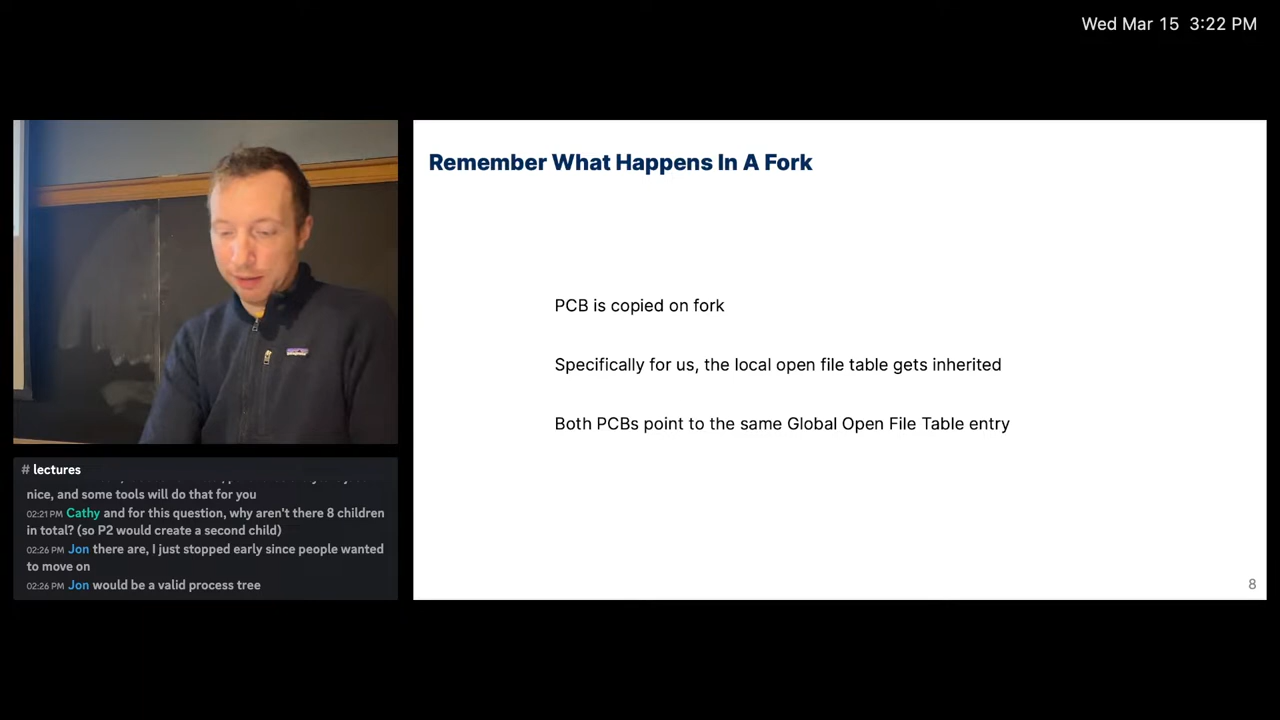 Wed Mar 15 3:22 PM
Remember What Happens In A Fork
PCB is copied on fork
Specifically for us, the local open file table gets inherited
Both PCBs point to the same Global Open File Table entry
8
# lectures
nice, and some tools will do that for you
02:21 PM Cathy and for this question, why aren't there 8 children
in total? (so P2 would create a second child)
02:26 PM Jon there are, I just stopped early since people wanted
to move on
02:26 PM Jon would be a valid process tree